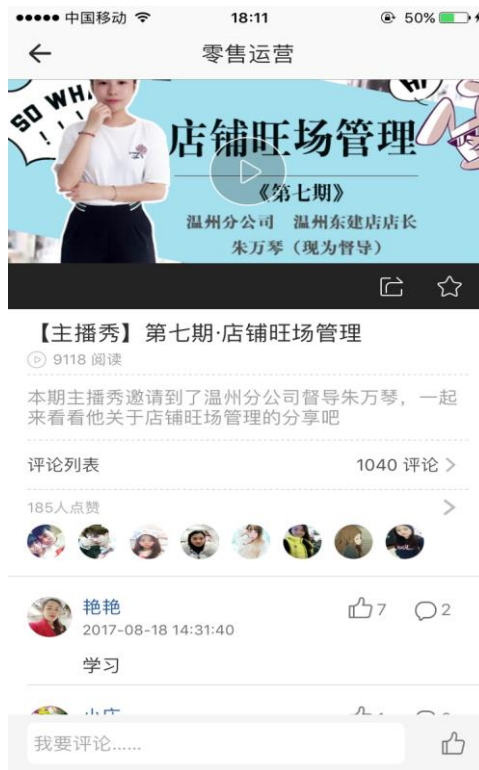 中国移动 18:11 50%
零售运营
SO WHA
HI
店铺旺场管理
《第七期》
温州分公司 温州东建店店长
朱万琴（现为督导）
【主播秀】第七期·店铺旺场管理
9118 阅读
本期主播秀邀请到了温州分公司督导朱万琴，一起
来看看他关于店铺旺场管理的分享吧
评论列表 1040 评论
185人点赞
艳艳 7 2
2017-08-18 14:31:40
学习
我要评论......